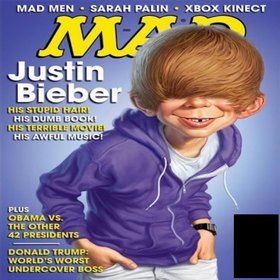 MAD MEN • SARAH PALIN • XBOX KINECT
MAD
Justin
Bieber
HIS STUPID HAIR!
HIS DUMB BOOK!
HIS TERRIBLE MOVIE!
HIS AWFUL MUSIC!
PLUS
OBAMA VS.
THE OTHER
42 PRESIDENTS
DONALD TRUMP:
WORLD'S WORST
UNDERCOVER BOSS